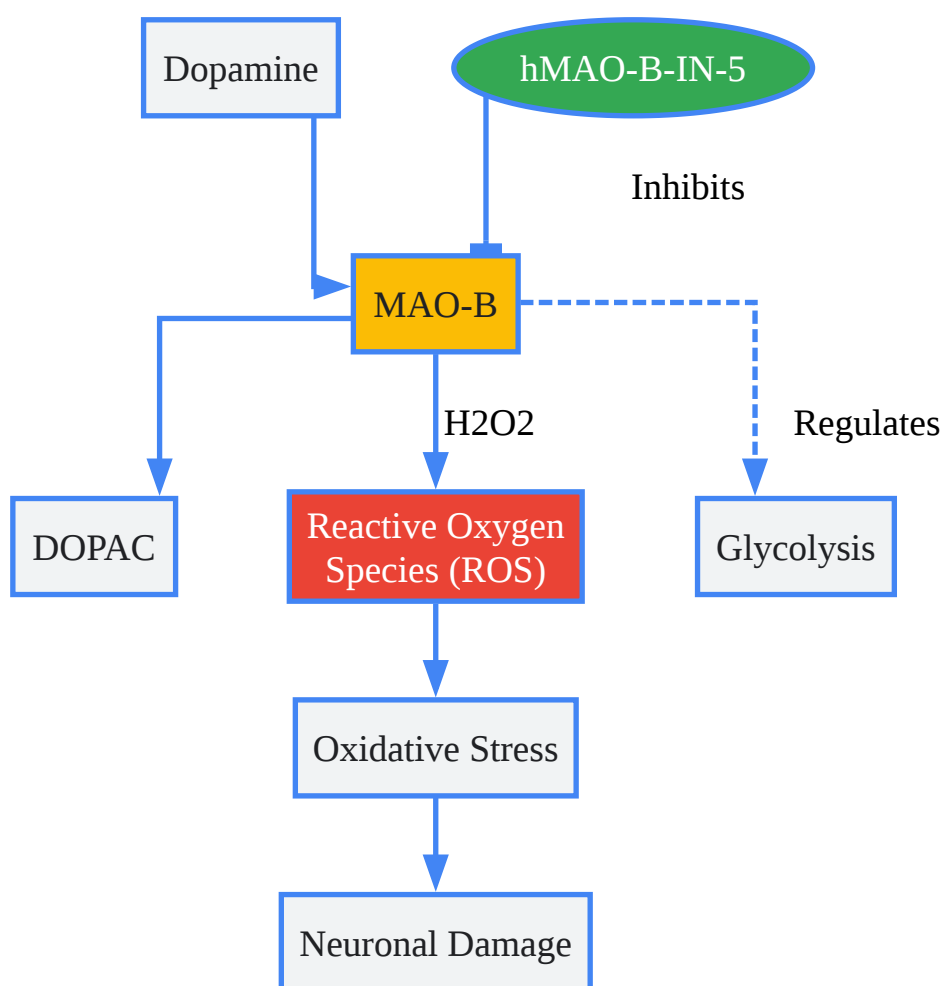 Dopamine
hMAO-B-IN-5
Inhibits
MAO-B
H2O2
Regulates
DOPAC
Reactive Oxygen
Species (ROS)
Glycolysis
Oxidative Stress
Neuronal Damage